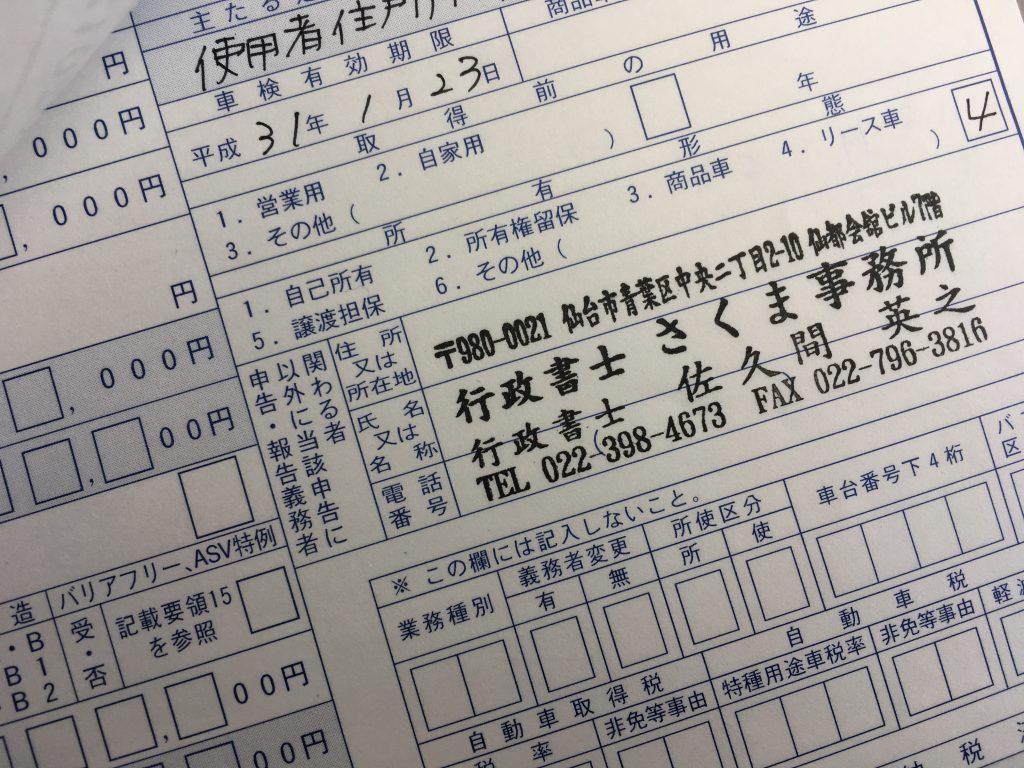 主たる
商品
使用者住所
車検有効期限
平成 31年 1月 23日
取得前の用途
1. 営業用 2. 自家用
3. その他( )
年
所有形態
1. 自己所有 2. 所有権留保 3. 商品車 4. リース車
5. 譲渡担保 6. その他( )
4
円
000円
,000円
円
000円
,000円
申告・報告義務者
以外に当該申告に
関わる者
住所
又は
所在地
氏名
又は
名称
電話
番号
〒980-0021 仙台市青葉区中央二丁目2-10 仙都会館ビル7階
行政書士 さくま事務所
行政書士 佐久間 英之
TEL 022-398-4673 FAX 022-796-3816
バリアフリー、ASV特例
造
・B
B1
B2
受・否
記載要領15
を参照
,00円
00円
※ この欄には記入しないこと。
業務種別
義務者変更
有 無
所使区分
所 使
車台番号下4桁
バ
区
自動車税
自動車取得税
税率
非免等事由
特種用途車税率
非免等事由
軽減
納税